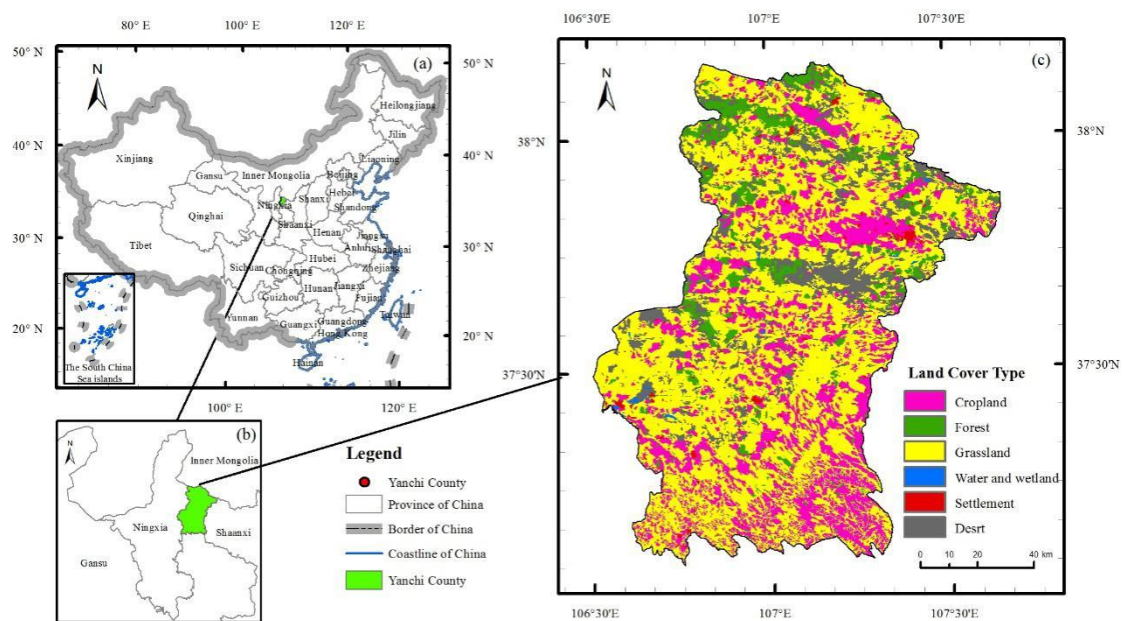 80° E
100° E
120° E
50° N
50° N
(a)
N
Heilongjiang
Jilin
40° N
40° N
Liaoning
Xinjiang
Gansu
Inner Mongolia
Beijing
Hebei
Ningxia
Shanxi
Shandong
Qinghai
Shaanxi
30° N
30° N
Henan
Jiangsu
Tibet
Anhui
Shanghai
Hubei
Sichuan
Chongqing
Zhejiang
Hunan
Jiangxi
Guizhou
Fujian
20° N
20° N
Yunnan
Guangxi
Guangdong
Taiwan
Hong Kong
Hainan
The South China
Sea islands
100° E
120° E
(b)
N
Inner Mongolia
Ningxia
Shaanxi
Gansu
Legend
Yanchi County
Province of China
Border of China
Coastline of China
Yanchi County
106°30'E
107°E
107°30'E
(c)
N
38°N
38°N
37°30'N
37°30'N
Land Cover Type
Cropland
Forest
Grassland
Water and wetland
Settlement
Desrt
0 10 20 40 km
106°30'E
107°E
107°30'E